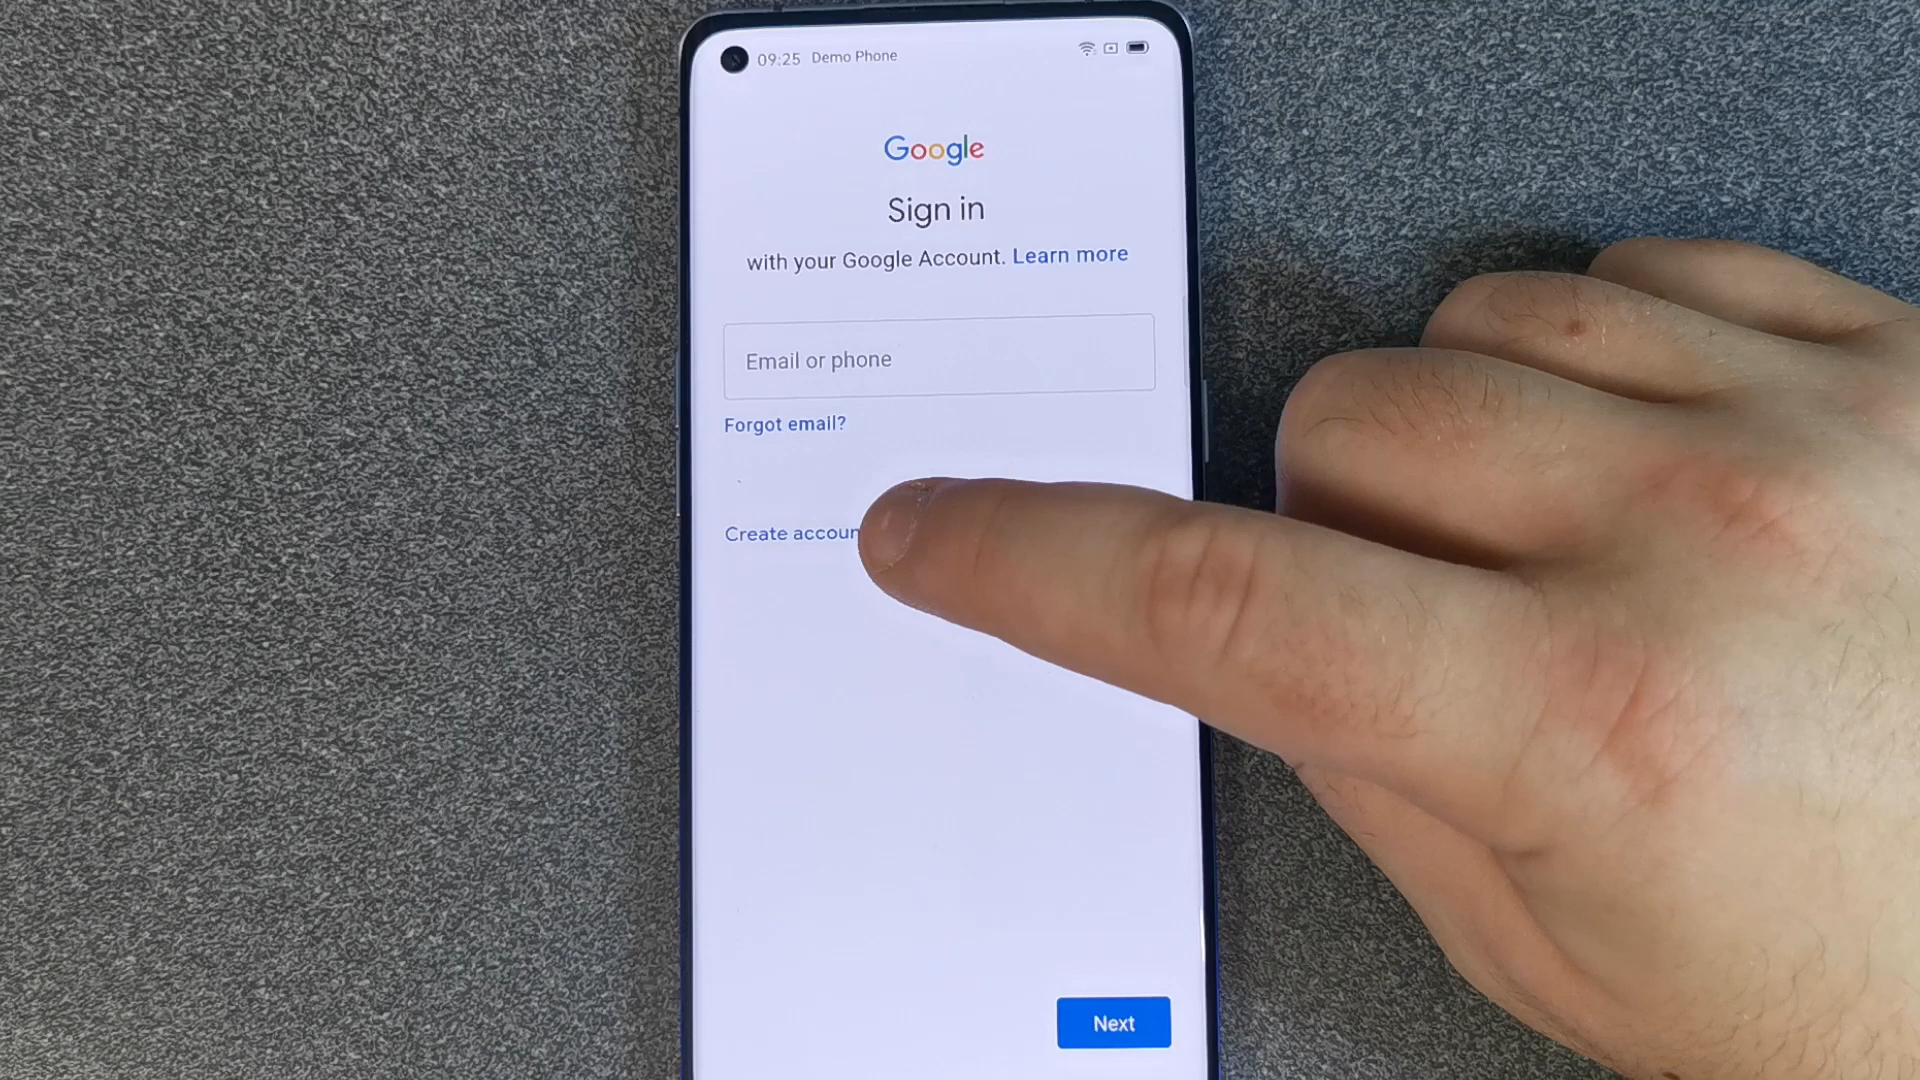 09:25 Demo Phone
Google
Sign in
with your Google Account. Learn more
Email or phone
Forgot email?
Create accoun
Next